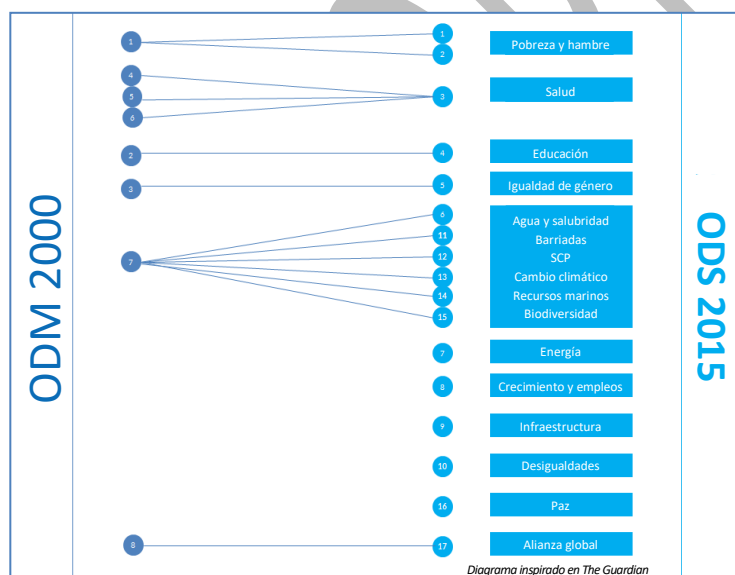 ODM 2000
1
1
2
Pobreza y hambre
4
5
6
3
Salud
2
4
Educación
3
5
Igualdad de género
7
6
11
12
13
14
15
Agua y salubridad
Barriadas
SCP
Cambio climático
Recursos marinos
Biodiversidad
7
Energía
8
Crecimiento y empleos
9
Infraestructura
10
Desigualdades
16
Paz
8
17
Alianza global
ODS 2015
Diagrama inspirado en The Guardian